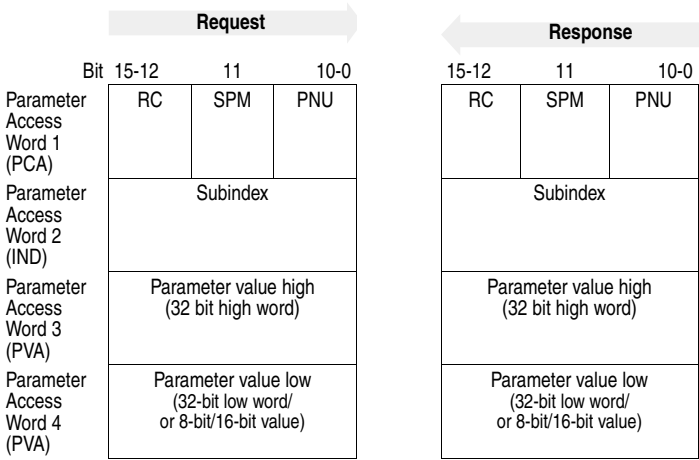 Request
Response
Bit 15-12 11 10-0 15-12 11 10-0
Parameter
Access
Word 1
(PCA)
RC SPM PNU RC SPM PNU
Parameter
Access
Word 2
(IND)
Subindex Subindex
Parameter
Access
Word 3
(PVA)
Parameter value high
(32 bit high word)
Parameter value high
(32 bit high word)
Parameter
Access
Word 4
(PVA)
Parameter value low
(32-bit low word/
or 8-bit/16-bit value)
Parameter value low
(32-bit low word/
or 8-bit/16-bit value)